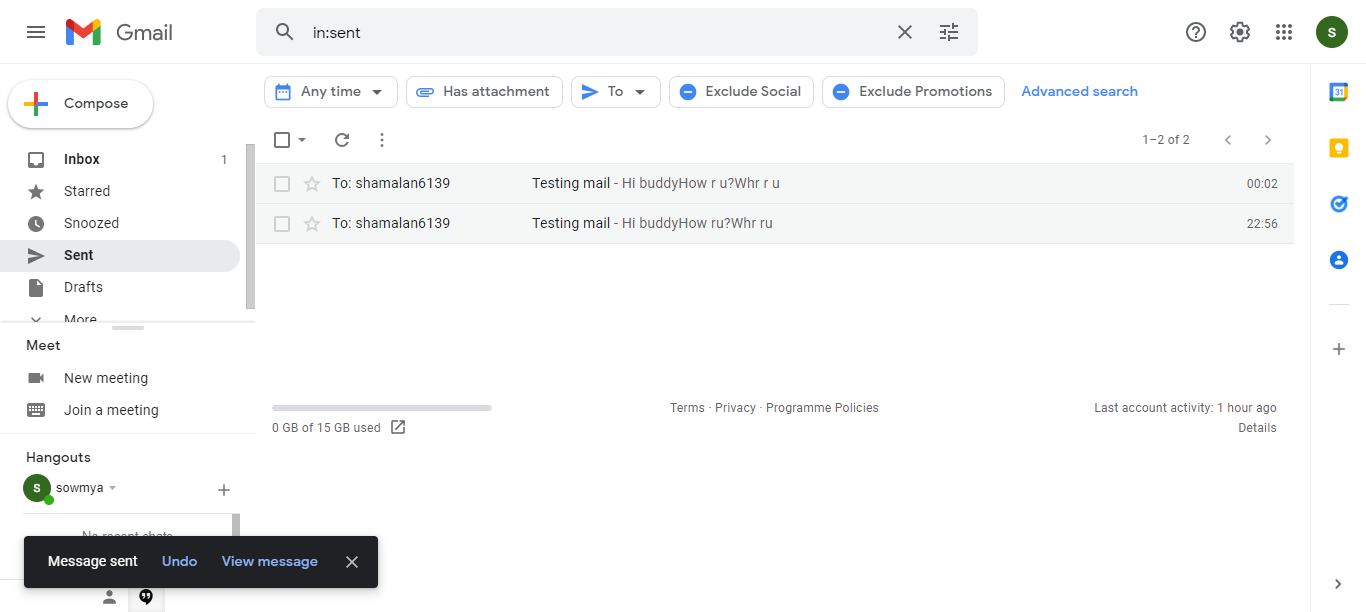 Gmail
in:sent
S
Compose
Any time
Has attachment
To
Exclude Social
Exclude Promotions
Advanced search
31
1–2 of 2
Inbox 1
Starred
Snoozed
Sent
Drafts
More
To: shamalan6139 Testing mail - Hi buddyHow r u?Whr r u 00:02
To: shamalan6139 Testing mail - Hi buddyHow ru?Whr ru 22:56
Meet
New meeting
Join a meeting
Hangouts
S sowmya
No recent chats
0 GB of 15 GB used
Terms · Privacy · Programme Policies
Last account activity: 1 hour ago
Details
Message sent Undo View message